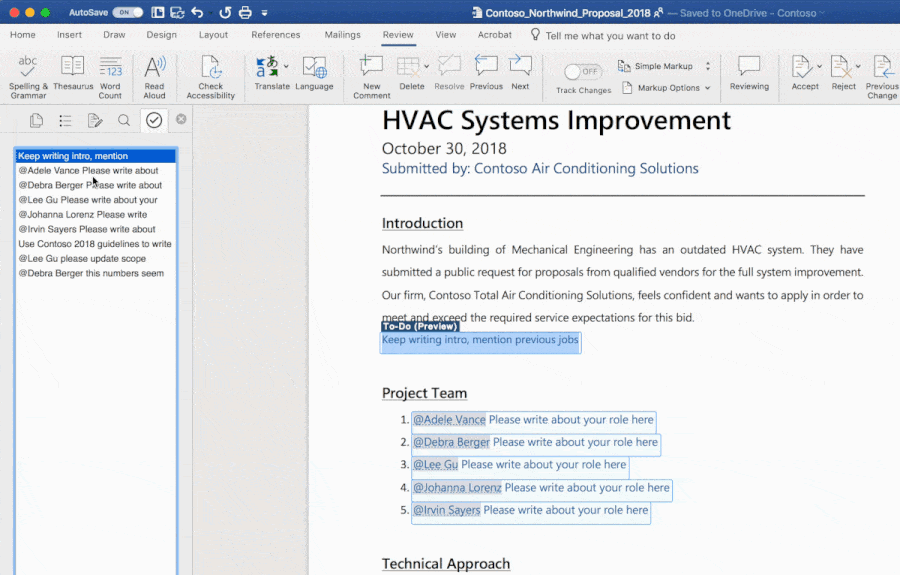 AutoSave ON
Contoso_Northwind_Proposal_2018 — Saved to OneDrive - Contoso
Home Insert Draw Design Layout References Mailings Review View Acrobat Tell me what you want to do
abc
Spelling & Grammar
Thesaurus
123
Word Count
A
Read Aloud
Check Accessibility
Translate
Language
New Comment
Delete
Resolve
Previous
Next
OFF
Track Changes
Simple Markup
Markup Options
Reviewing
Accept
Reject
Previous Change
Keep writing intro, mention
@Adele Vance Please write about
@Debra Berger Please write about
@Lee Gu Please write about your
@Johanna Lorenz Please write
@Irvin Sayers Please write about
Use Contoso 2018 guidelines to write
@Lee Gu please update scope
@Debra Berger this numbers seem
HVAC Systems Improvement
October 30, 2018
Submitted by: Contoso Air Conditioning Solutions
Introduction
Northwind's building of Mechanical Engineering has an outdated HVAC system. They have
submitted a public request for proposals from qualified vendors for the full system improvement.
Our firm, Contoso Total Air Conditioning Solutions, feels confident and wants to apply in order to
meet and exceed the required service expectations for this bid.
To-Do (Preview)
Keep writing intro, mention previous jobs
Project Team
1. @Adele Vance Please write about your role here
2. @Debra Berger Please write about your role here
3. @Lee Gu Please write about your role here
4. @Johanna Lorenz Please write about your role here
5. @Irvin Sayers Please write about your role here
Technical Approach